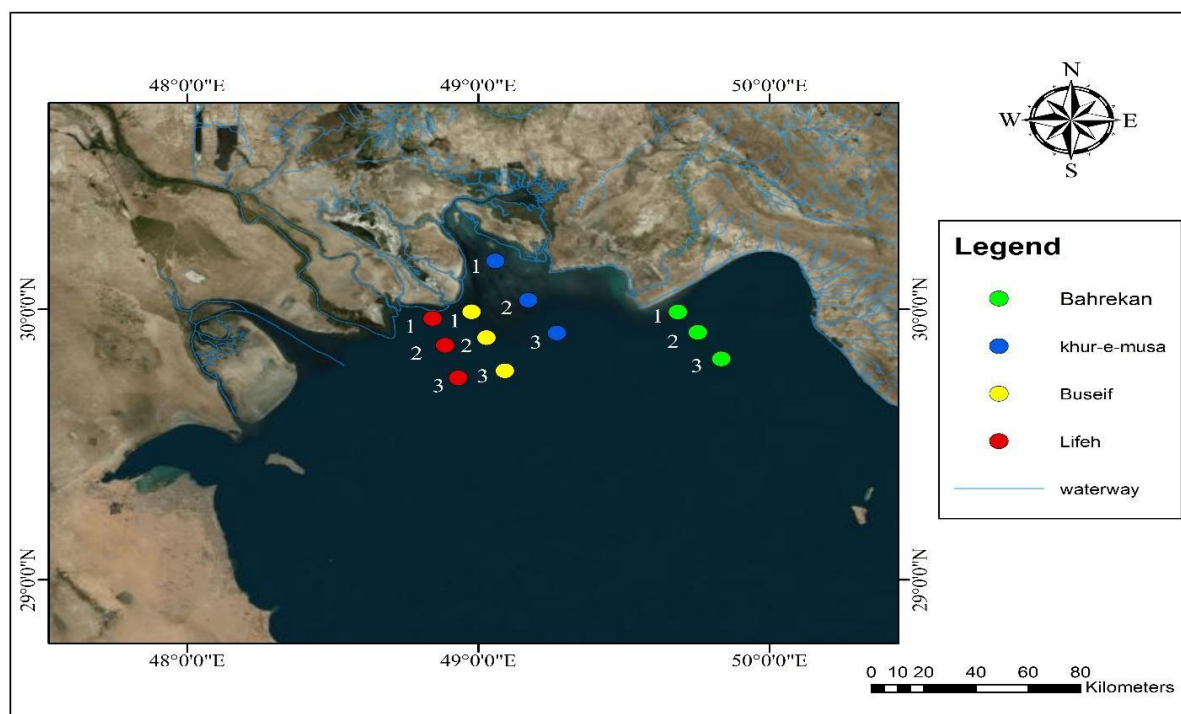 48°0'0"E 49°0'0"E 50°0'0"E
N
W E
S
30°0'0"N 30°0'0"N
29°0'0"N 29°0'0"N
1
2
3
1
2
3
1
2
3
1
2
3
Legend
Bahrekan
khur-e-musa
Buseif
Lifeh
waterway
48°0'0"E 49°0'0"E 50°0'0"E
0 10 20 40 60 80
Kilometers